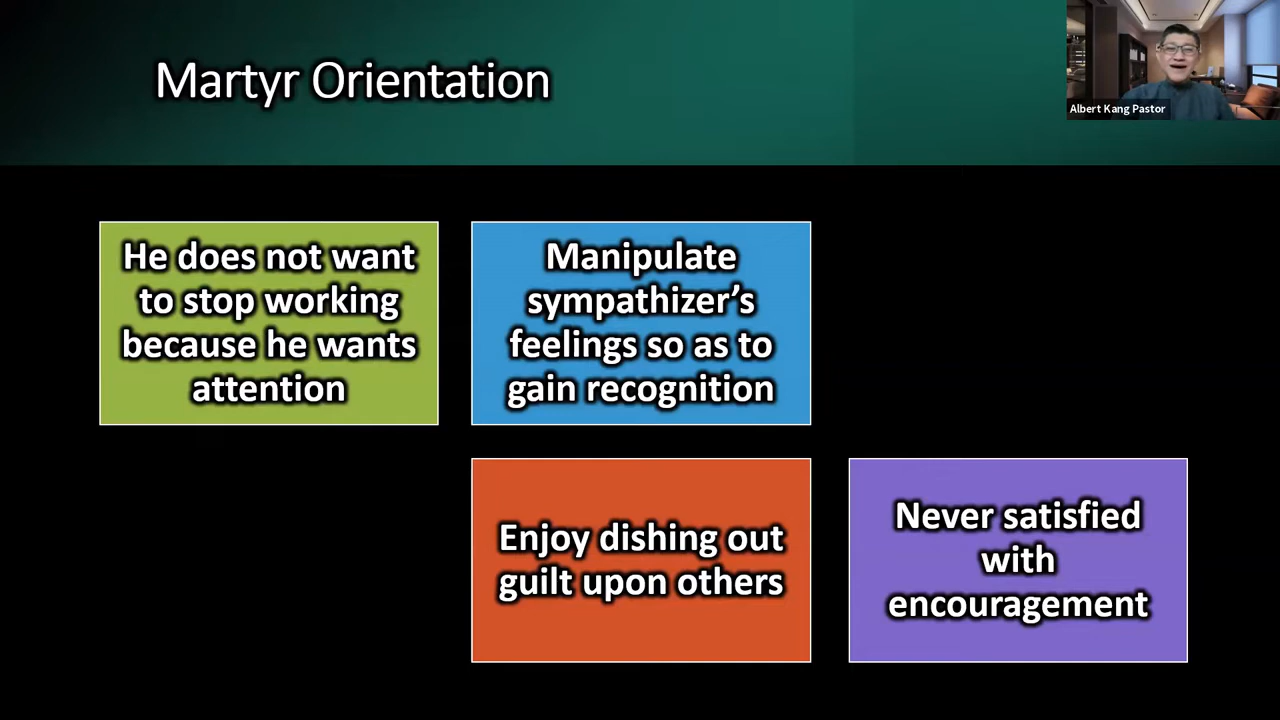 Martyr Orientation
Albert Kang Pastor
He does not want
to stop working
because he wants
attention
Manipulate
sympathizer’s
feelings so as to
gain recognition
Enjoy dishing out
guilt upon others
Never satisfied
with
encouragement